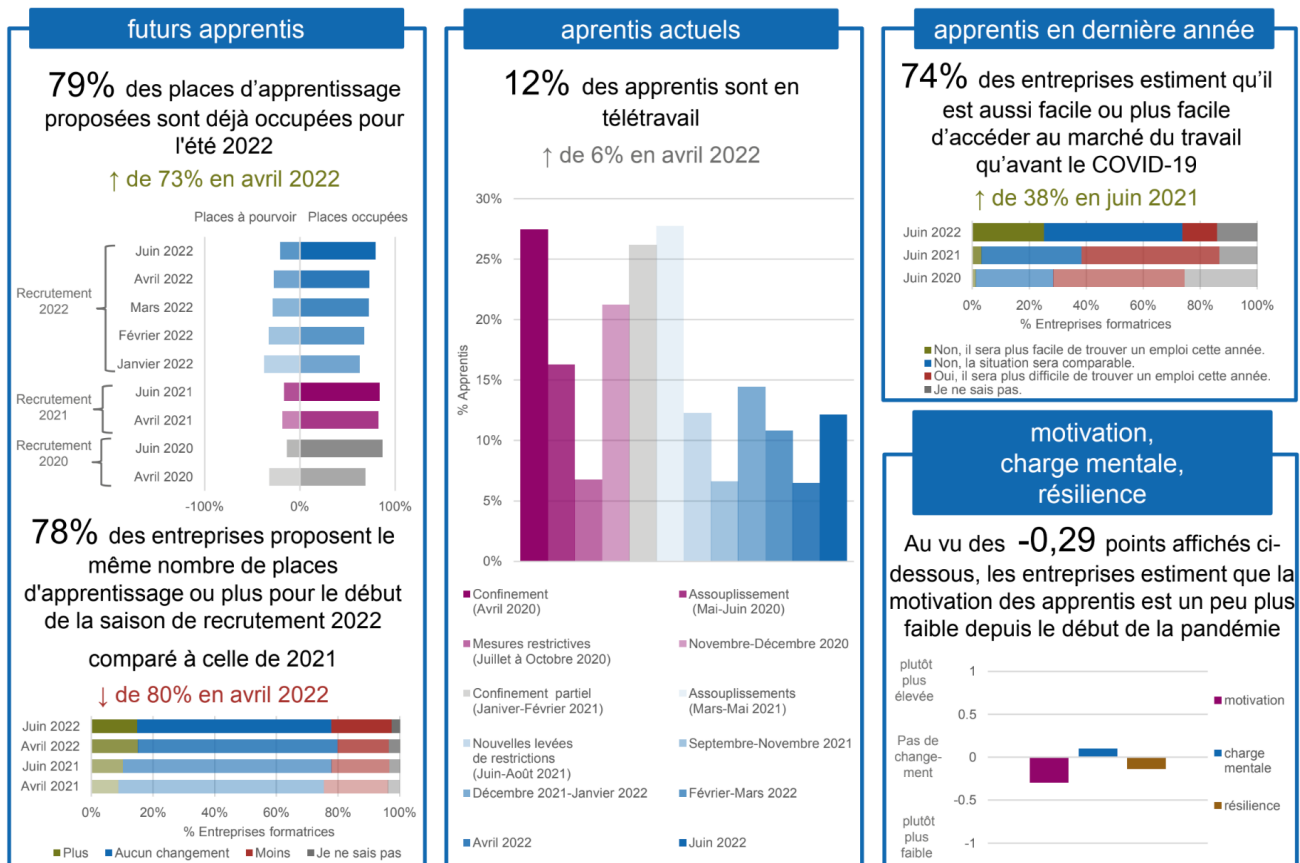 futurs apprentis
79% des places d'apprentissage
proposées sont déjà occupées pour
l'été 2022
↑ de 73% en avril 2022
Places à pourvoir Places occupées
Recrutement
2022
Juin 2022
Avril 2022
Mars 2022
Février 2022
Janvier 2022
Recrutement
2021
Juin 2021
Avril 2021
Recrutement
2020
Juin 2020
Avril 2020
-100% 0% 100%
78% des entreprises proposent le
même nombre de places
d'apprentissage ou plus pour le début
de la saison de recrutement 2022
comparé à celle de 2021
↓ de 80% en avril 2022
Juin 2022
Avril 2022
Juin 2021
Avril 2021
0% 20% 40% 60% 80% 100%
% Entreprises formatrices
Plus Aucun changement Moins Je ne sais pas
aprentis actuels
12% des apprentis sont en
télétravail
↑ de 6% en avril 2022
% Apprentis
30%
25%
20%
15%
10%
5%
0%
Confinement
(Avril 2020)
Assouplissement
(Mai-Juin 2020)
Mesures restrictives
(Juillet à Octobre 2020)
Novembre-Décembre 2020
Confinement partiel
(Janiver-Février 2021)
Assouplissements
(Mars-Mai 2021)
Nouvelles levées
de restrictions
(Juin-Août 2021)
Septembre-Novembre 2021
Décembre 2021-Janvier 2022
Février-Mars 2022
Avril 2022
Juin 2022
apprentis en dernière année
74% des entreprises estiment qu'il
est aussi facile ou plus facile
d'accéder au marché du travail
qu'avant le COVID-19
↑ de 38% en juin 2021
Juin 2022
Juin 2021
Juin 2020
0% 20% 40% 60% 80% 100%
% Entreprises formatrices
Non, il sera plus facile de trouver un emploi cette année.
Non, la situation sera comparable.
Oui, il sera plus difficile de trouver un emploi cette année.
Je ne sais pas.
motivation,
charge mentale,
résilience
Au vu des -0,29 points affichés ci-
dessous, les entreprises estiment que la
motivation des apprentis est un peu plus
faible depuis le début de la pandémie
plutôt
plus
élevée
Pas de
change-
ment
plutôt
plus
faible
1
0.5
0
-0.5
-1
motivation
charge
mentale
résilience